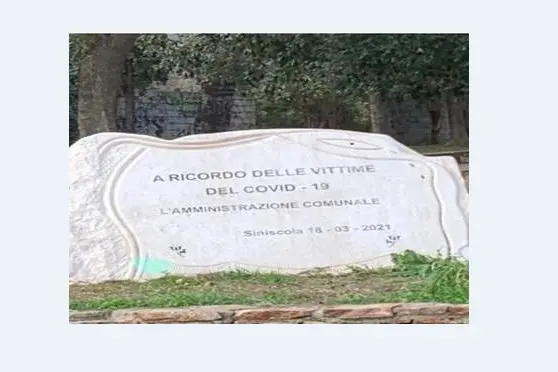 A RICORDO DELLE VITTIME
DEL COVID - 19
L'AMMINISTRAZIONE COMUNALE
Siniscola 18 - 03 - 2021